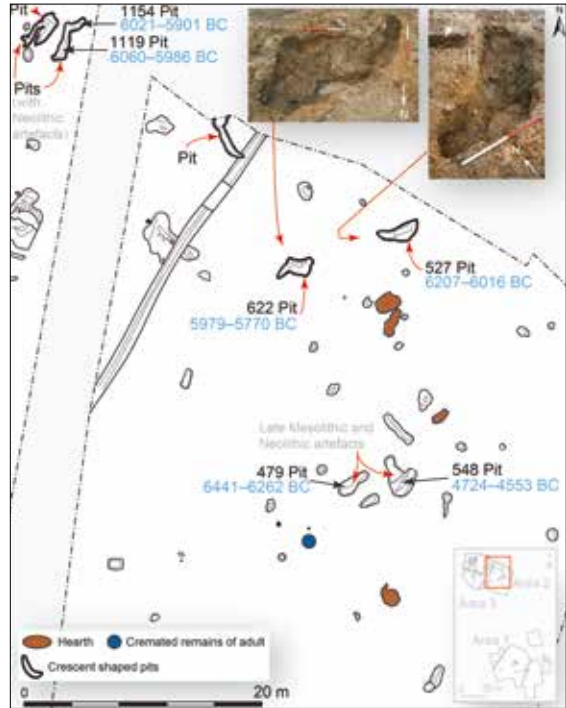 Pit
1154 Pit
6021–5901 BC
1119 Pit
6060–5986 BC
Pits
(with
Neolithic
artefacts)
N
Pit
527 Pit
6207–6016 BC
622 Pit
5979–5770 BC
Late Mesolithic and
Neolithic artefacts
479 Pit
6441–6262 BC
548 Pit
4724–4553 BC
Area 2
Area 3
Area 1
Hearth
Cremated remains of adult
Crescent shaped pits
0
20 m